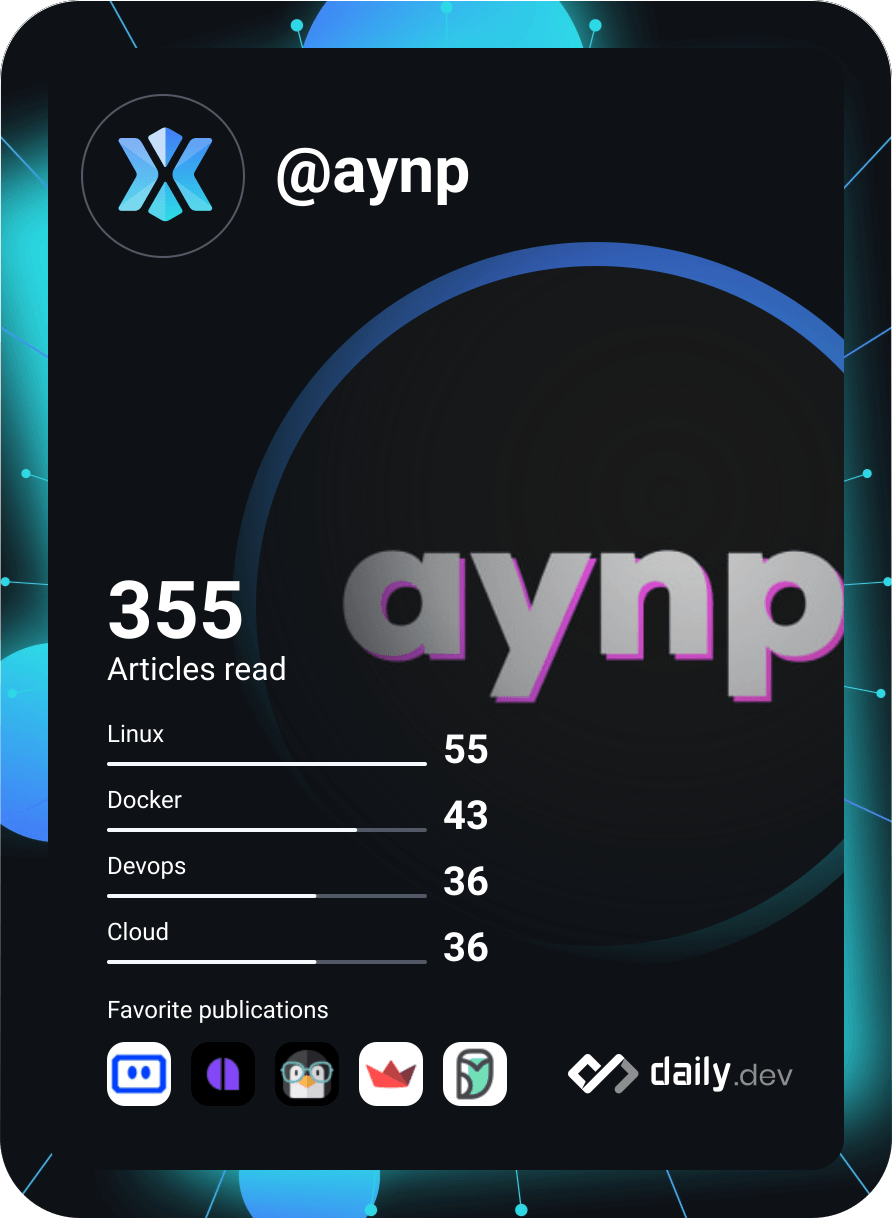 @aynp
aynp
355
Articles read
Linux
55
Docker
43
Devops
36
Cloud
36
Favorite publications
daily.dev